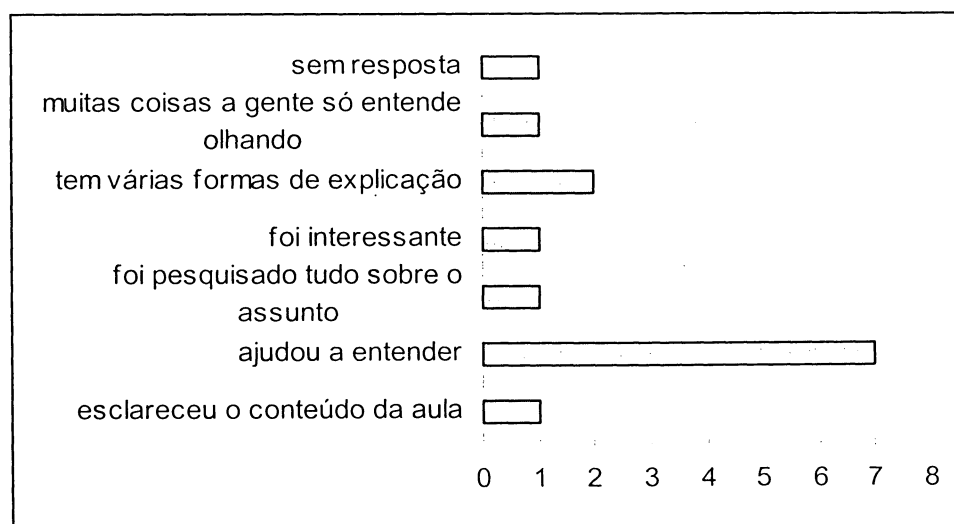 sem resposta
muitas coisas a gente só entende
olhando
tem várias formas de explicação
foi interessante
foi pesquisado tudo sobre o
assunto
ajudou a entender
esclareceu o conteúdo da aula
0 1 2 3 4 5 6 7 8